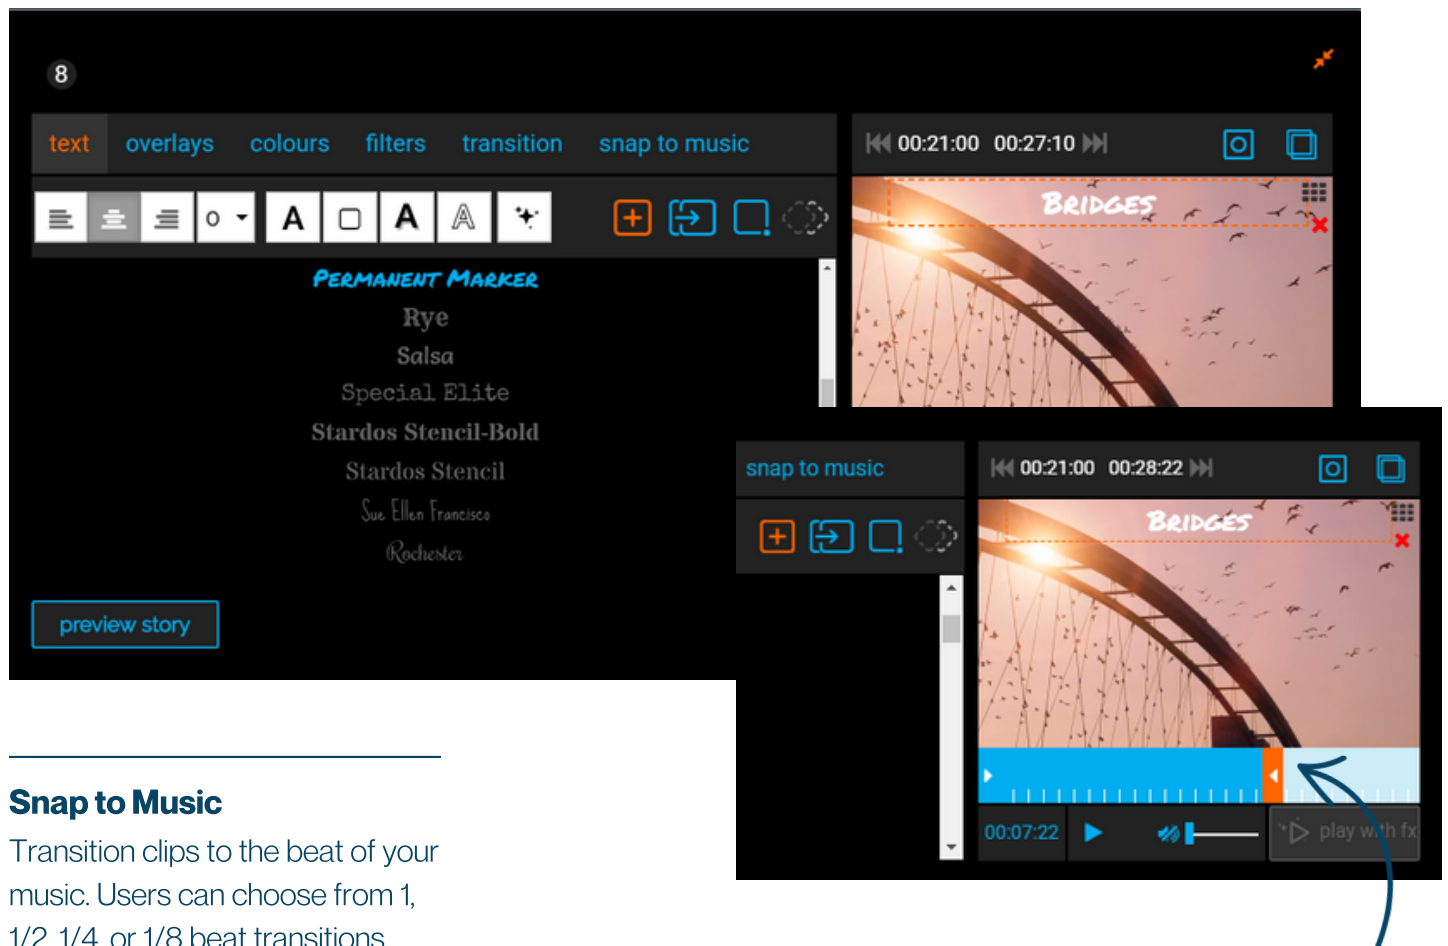 8
text overlays colours filters transition snap to music
00:21:00 00:27:10
0 A A A
BRIDGES
PERMANENT MARKER
Rye
Salsa
Special Elite
Stardos Stencil-Bold
Stardos Stencil
Sue Ellen Francisco
Rochester
preview story
snap to music
00:21:00 00:28:22
BRIDGES
00:07:22 play with fx
Snap to Music
Transition clips to the beat of your
music. Users can choose from 1,
1/2, 1/4, or 1/8 beat transitions